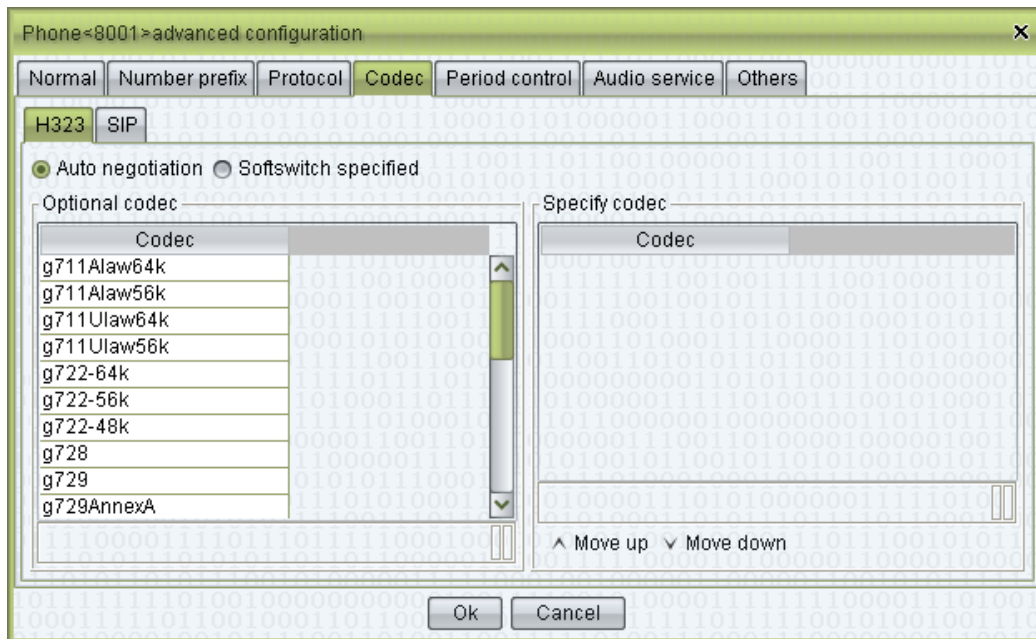 Phone<8001>advanced configuration
Normal Number prefix Protocol Codec Period control Audio service Others
H323 SIP
Auto negotiation Softswitch specified
Optional codec
Codec
g711Alaw64k
g711Alaw56k
g711Ulaw64k
g711Ulaw56k
g722-64k
g722-56k
g722-48k
g728
g729
g729AnnexA
Specify codec
Codec
Move up Move down
Ok Cancel